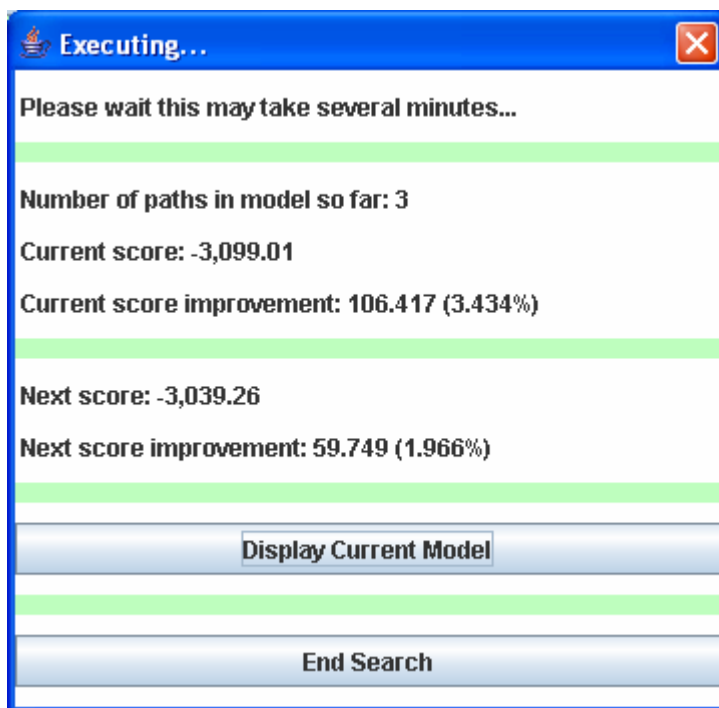 Executing...
Please wait this may take several minutes...
Number of paths in model so far: 3
Current score: -3,099.01
Current score improvement: 106.417 (3.434%)
Next score: -3,039.26
Next score improvement: 59.749 (1.966%)
Display Current Model
End Search